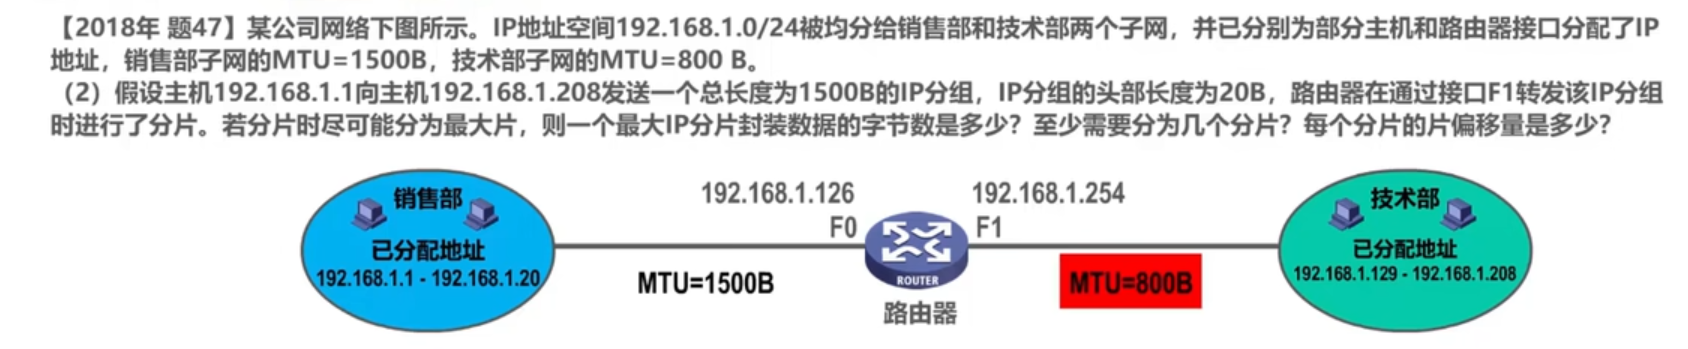 【2018年 题47】某公司网络下图所示。IP地址空间192.168.1.0/24被均分给销售部和技术部两个子网，并已分别为部分主机和路由器接口分配了IP
地址，销售部子网的MTU=1500B，技术部子网的MTU=800 B。
（2）假设主机192.168.1.1向主机192.168.1.208发送一个总长度为1500B的IP分组，IP分组的头部长度为20B，路由器在通过接口F1转发该IP分组
时进行了分片。若分片时尽可能分为最大片，则一个最大IP分片封装数据的字节数是多少？至少需要分为几个分片？每个分片的片偏移量是多少？
销售部
已分配地址
192.168.1.1 - 192.168.1.20
192.168.1.126
F0
MTU=1500B
ROUTER
路由器
192.168.1.254
F1
MTU=800B
技术部
已分配地址
192.168.1.129 - 192.168.1.208